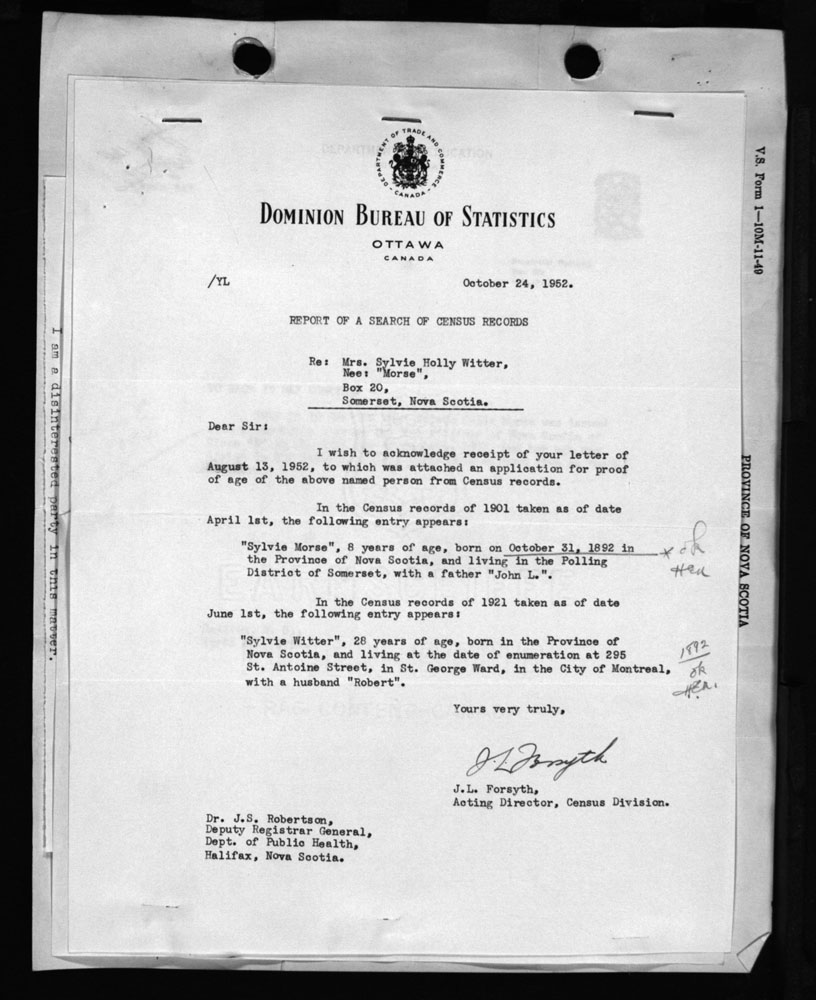 DEPARTMENT OF TRADE AND COMMERCE
CANADA
DOMINION BUREAU OF STATISTICS
OTTAWA
CANADA
/YL October 24, 1952.
REPORT OF A SEARCH OF CENSUS RECORDS
Re: Mrs. Sylvie Holly Witter,
Nee: "Morse",
Box 20,
Somerset, Nova Scotia.
Dear Sir:
I wish to acknowledge receipt of your letter of
August 13, 1952, to which was attached an application for proof
of age of the above named person from Census records.
In the Census records of 1901 taken as of date
April 1st, the following entry appears:
"Sylvie Morse", 8 years of age, born on October 31, 1892 in
the Province of Nova Scotia, and living in the Polling
District of Somerset, with a father "John L.".
x ok
In the Census records of 1921 taken as of date
June 1st, the following entry appears:
"Sylvie Witter", 28 years of age, born in the Province of
Nova Scotia, and living at the date of enumeration at 295
St. Antoine Street, in St. George Ward, in the City of Montreal,
with a husband "Robert".
1892
ok
Yours very truly,
J.L. Forsyth
J.L. Forsyth,
Acting Director, Census Division.
Dr. J.S. Robertson,
Deputy Registrar General,
Dept. of Public Health,
Halifax, Nova Scotia.
I am a disinterested party in this matter.
V.S. Form 1—10M-11-49
PROVINCE OF NOVA SCOTIA